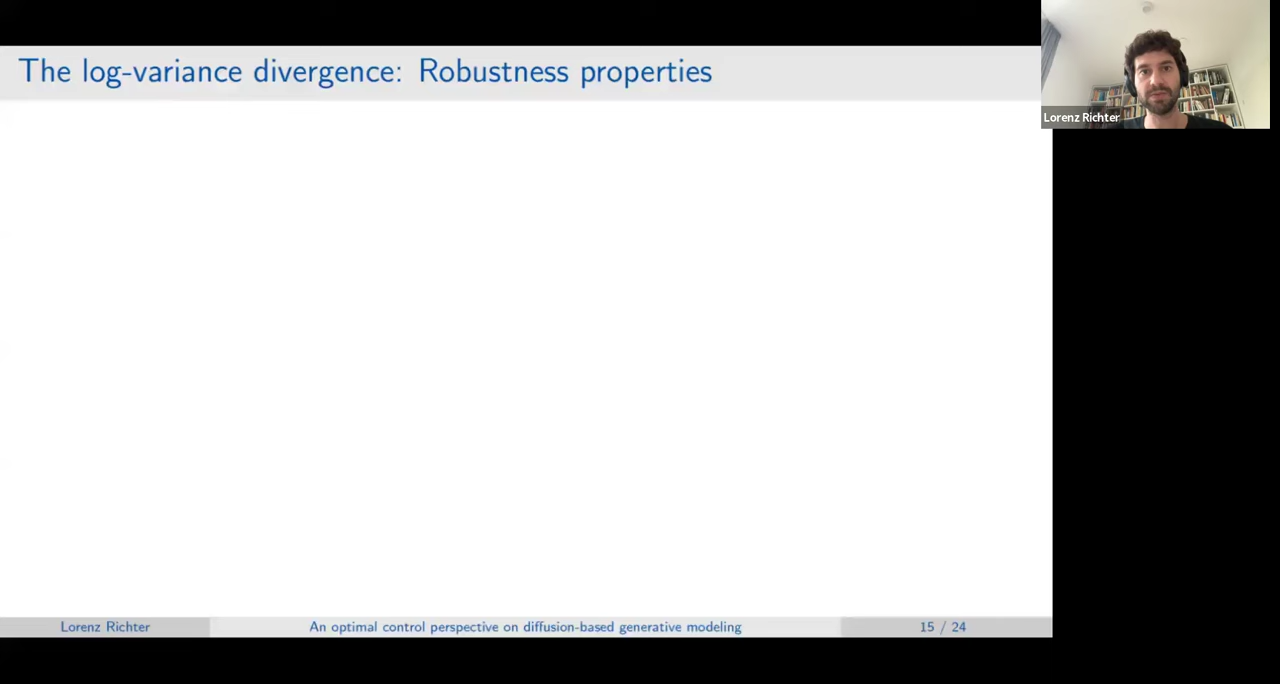 The log-variance divergence: Robustness properties
Lorenz Richter
Lorenz Richter
An optimal control perspective on diffusion-based generative modeling
15 / 24